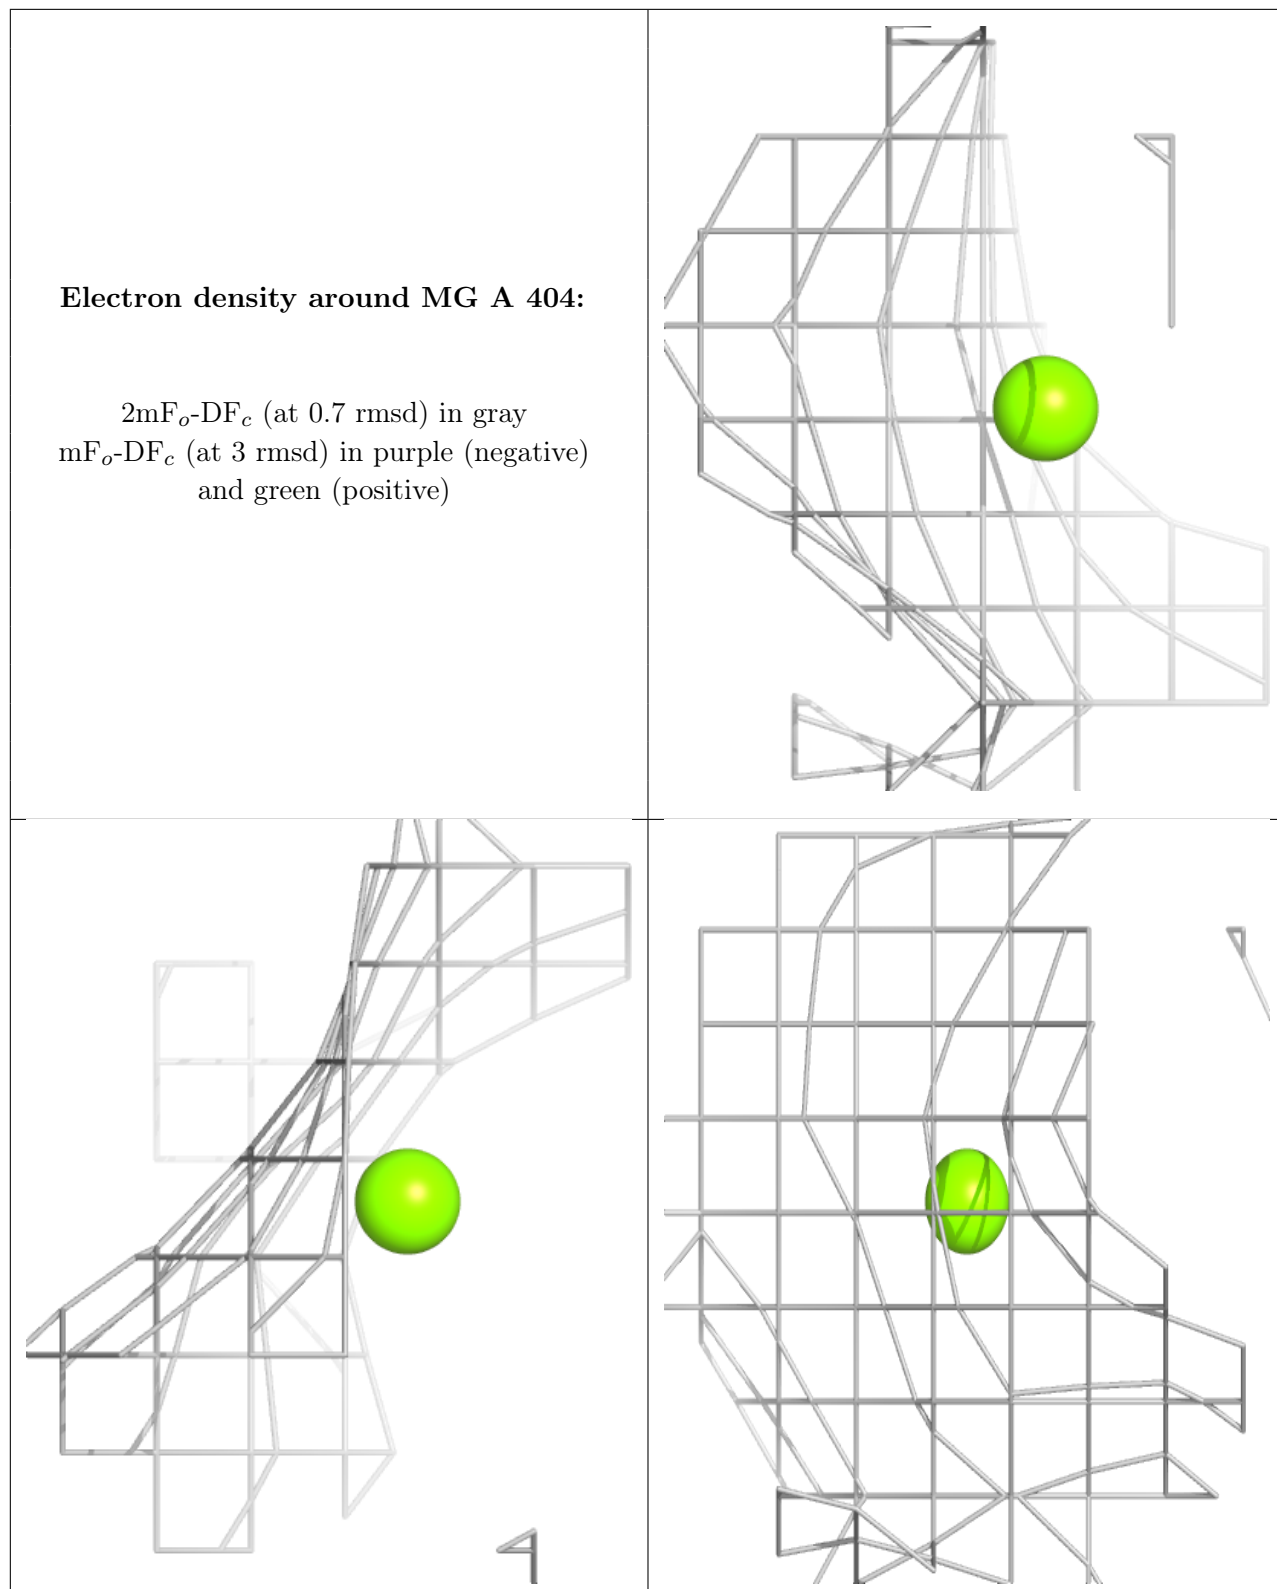 Electron density around MG A 404:
2mFo-DFc (at 0.7 rmsd) in gray
mFo-DFc (at 3 rmsd) in purple (negative)
and green (positive)